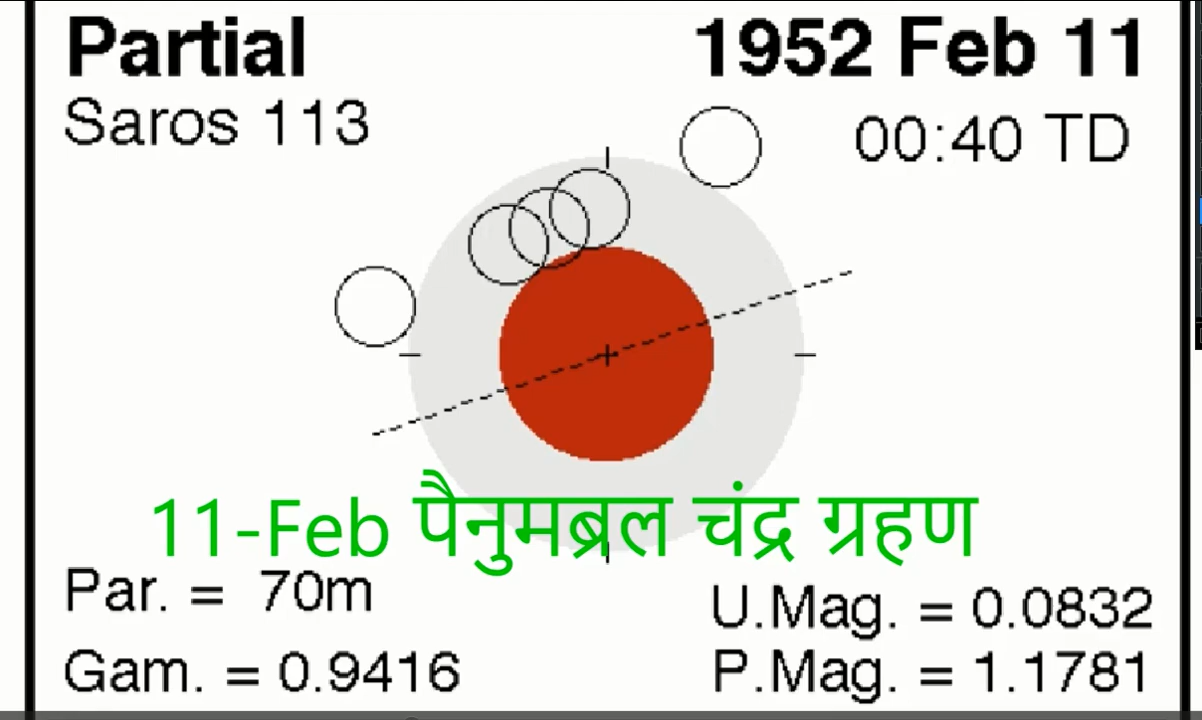 Partial
1952 Feb 11
Saros 113
00:40 TD
11-Feb पैनुमब्रल चंद्र ग्रहण
Par. = 70m
U.Mag. = 0.0832
Gam. = 0.9416
P.Mag. = 1.1781